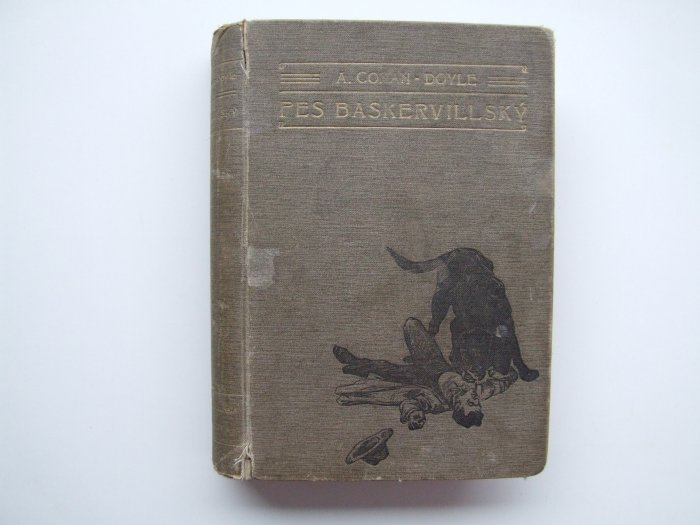 A. CONAN-DOYLE
PES BASKERVILLSKÝ